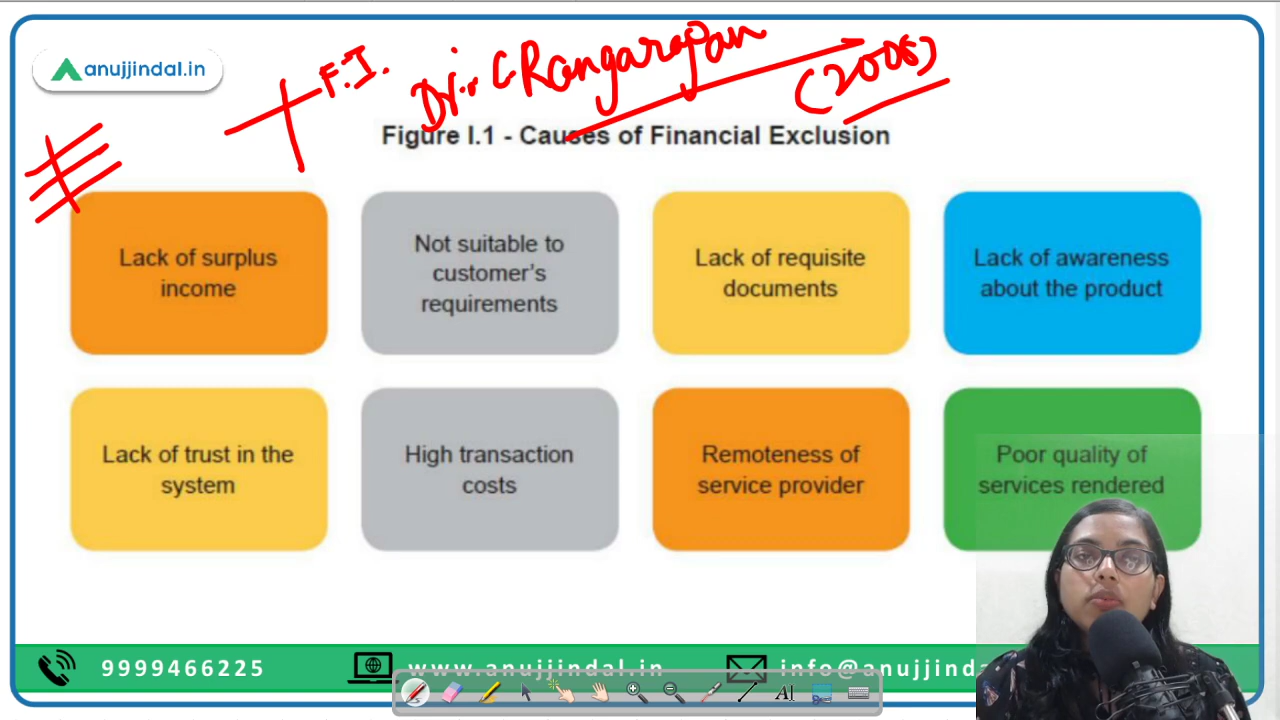 anujjindal.in
F.I.
Dr. C Rangarajan
(2008)
Figure I.1 - Causes of Financial Exclusion
Lack of surplus
income
Not suitable to
customer's
requirements
Lack of requisite
documents
Lack of awareness
about the product
Lack of trust in the
system
High transaction
costs
Remoteness of
service provider
Poor quality of
services rendered
9999466225
www.anujjindal.in
info@anujjinda